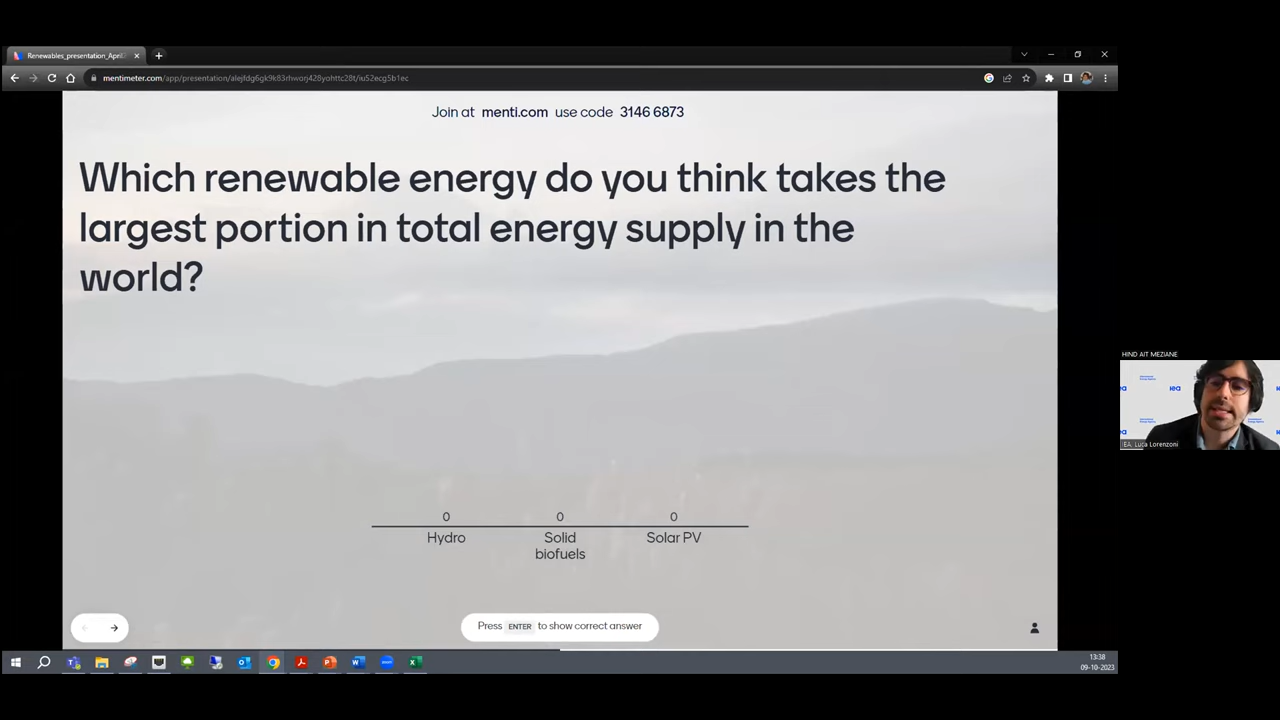 Renewables_presentation_April
mentimeter.com/app/presentation/alejfdg6gk9k83rhworj428yohttc28t/iu52ecg5b1ec
Join at menti.com use code 3146 6873
Which renewable energy do you think takes the
largest portion in total energy supply in the
world?
HIND AIT MEZIANE
iea
IEA, Luca Lorenzoni
0 0 0
Hydro Solid biofuels Solar PV
Press ENTER to show correct answer
13:38
09-10-2023